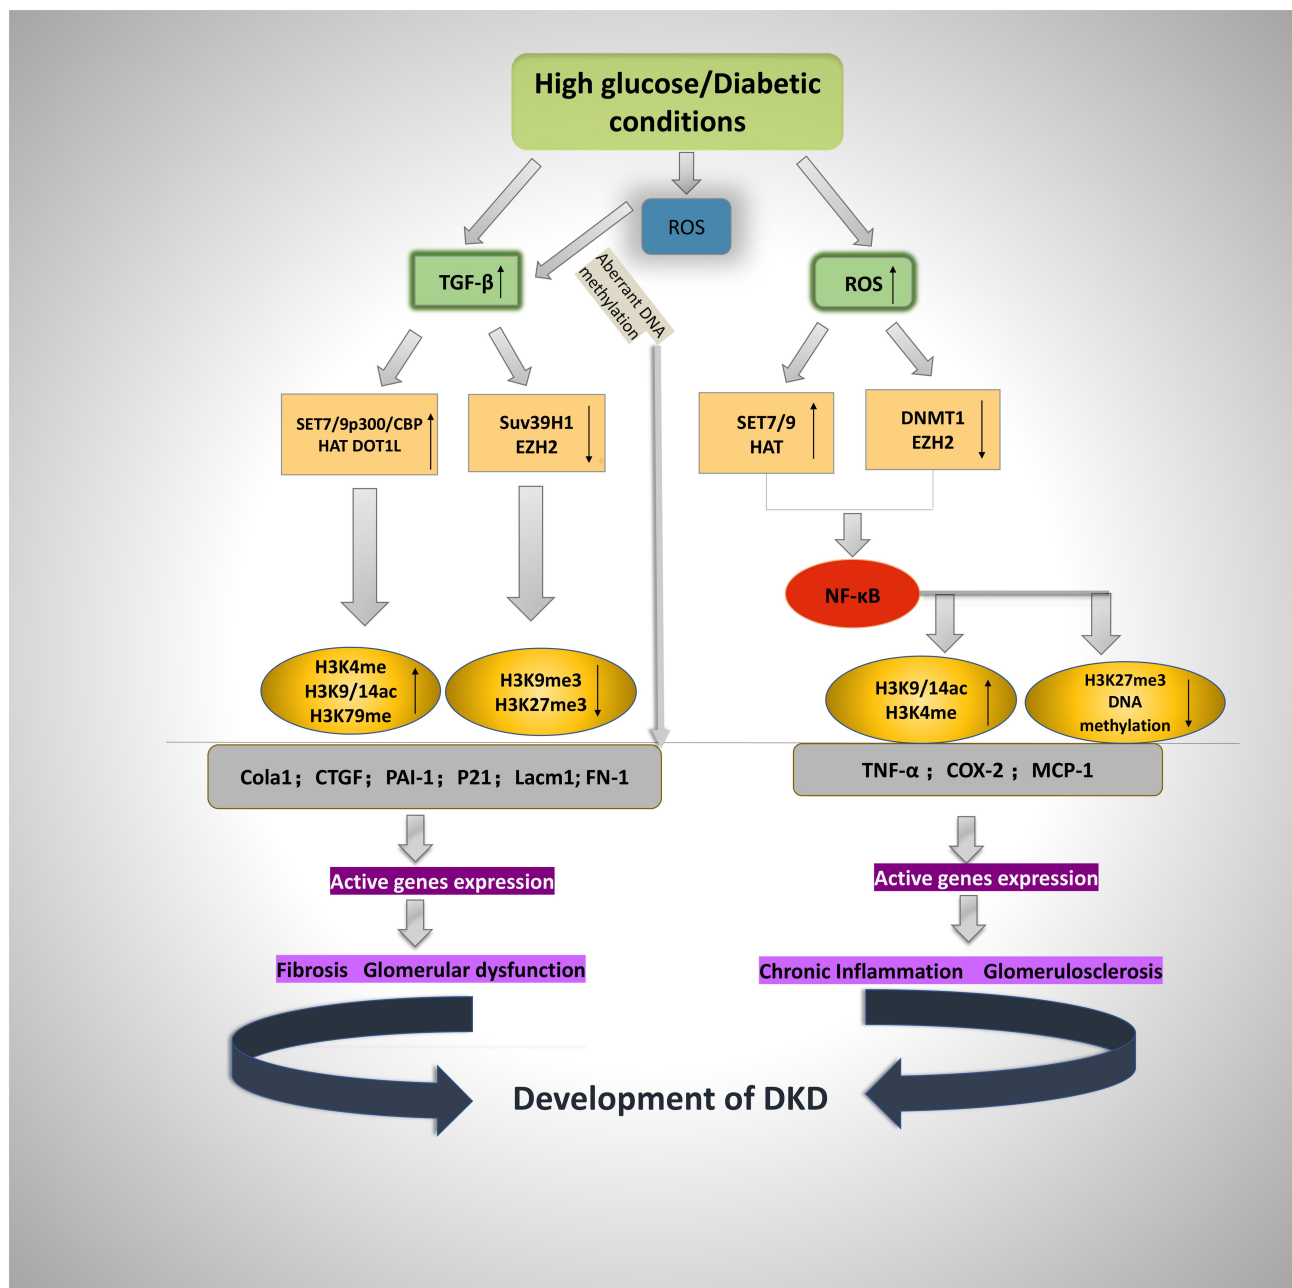 High glucose/Diabetic
conditions
ROS
TGF-β
Aberrant DNA
methylation
ROS
SET7/9p300/CBP
HAT DOT1L
Suv39H1
EZH2
SET7/9
HAT
DNMT1
EZH2
NF-κB
H3K4me
H3K9/14ac
H3K79me
H3K9me3
H3K27me3
H3K9/14ac
H3K4me
H3K27me3
DNA
methylation
Cola1； CTGF； PAI-1； P21； Lacm1; FN-1
TNF-α ； COX-2 ； MCP-1
Active genes expression
Active genes expression
Fibrosis Glomerular dysfunction
Chronic Inflammation Glomerulosclerosis
Development of DKD